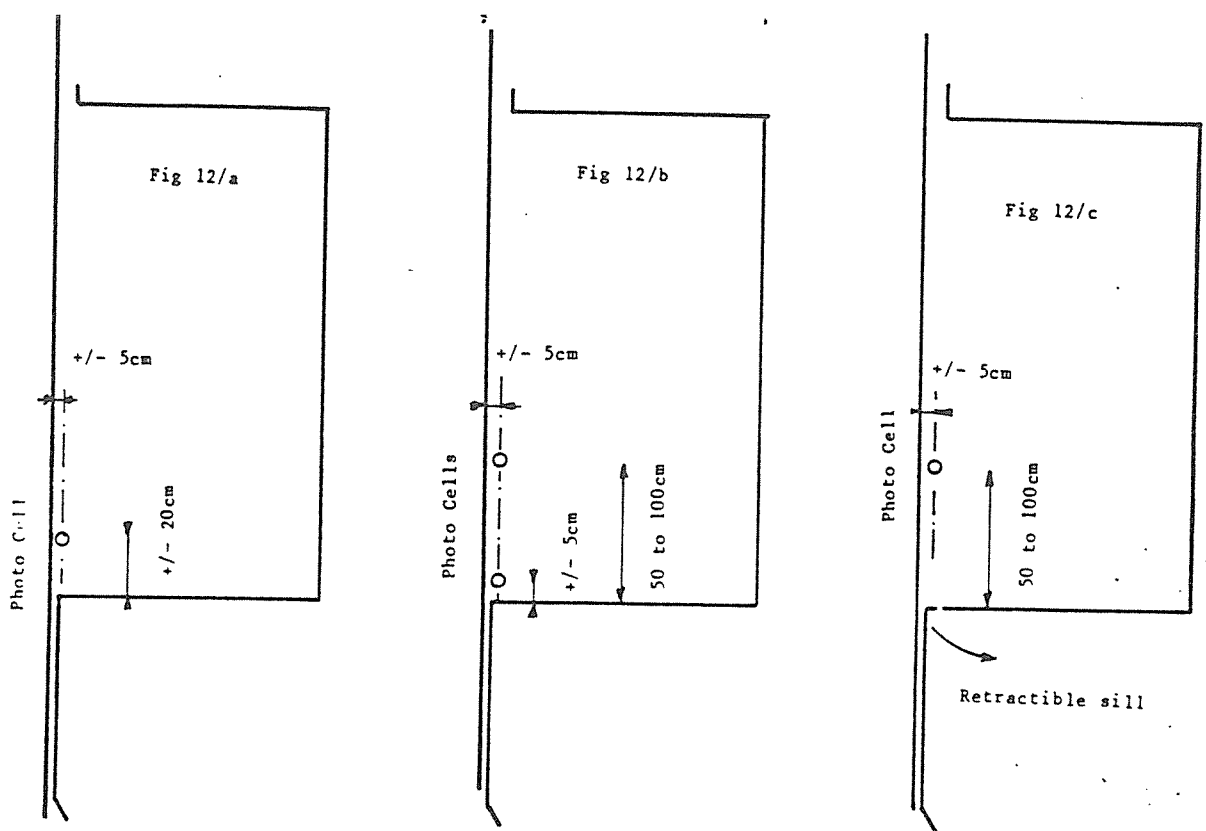 Fig 12/a
+/- 5cm
Photo Cell
+/- 20cm
Fig 12/b
+/- 5cm
Photo Cells
+/- 5cm
50 to 100cm
Fig 12/c
+/- 5cm
Photo Cell
50 to 100cm
Retractible sill